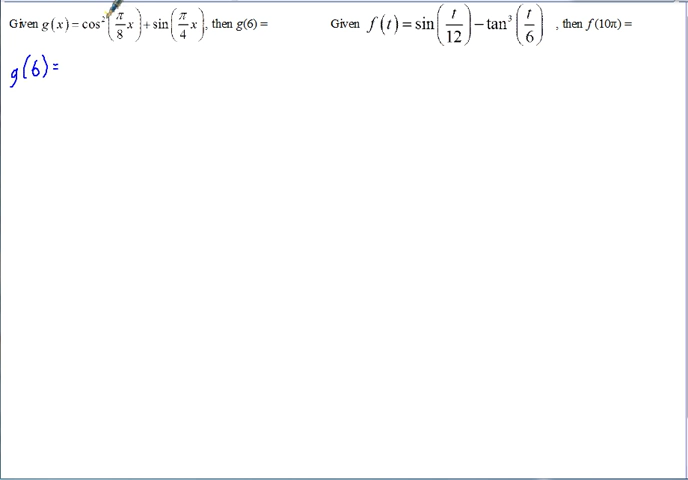 Given g(x) = cos²(π/8 x) + sin(π/4 x), then g(6) =
Given f(t) = sin(t/12) − tan³(t/6) , then f(10π) =
g(6) =